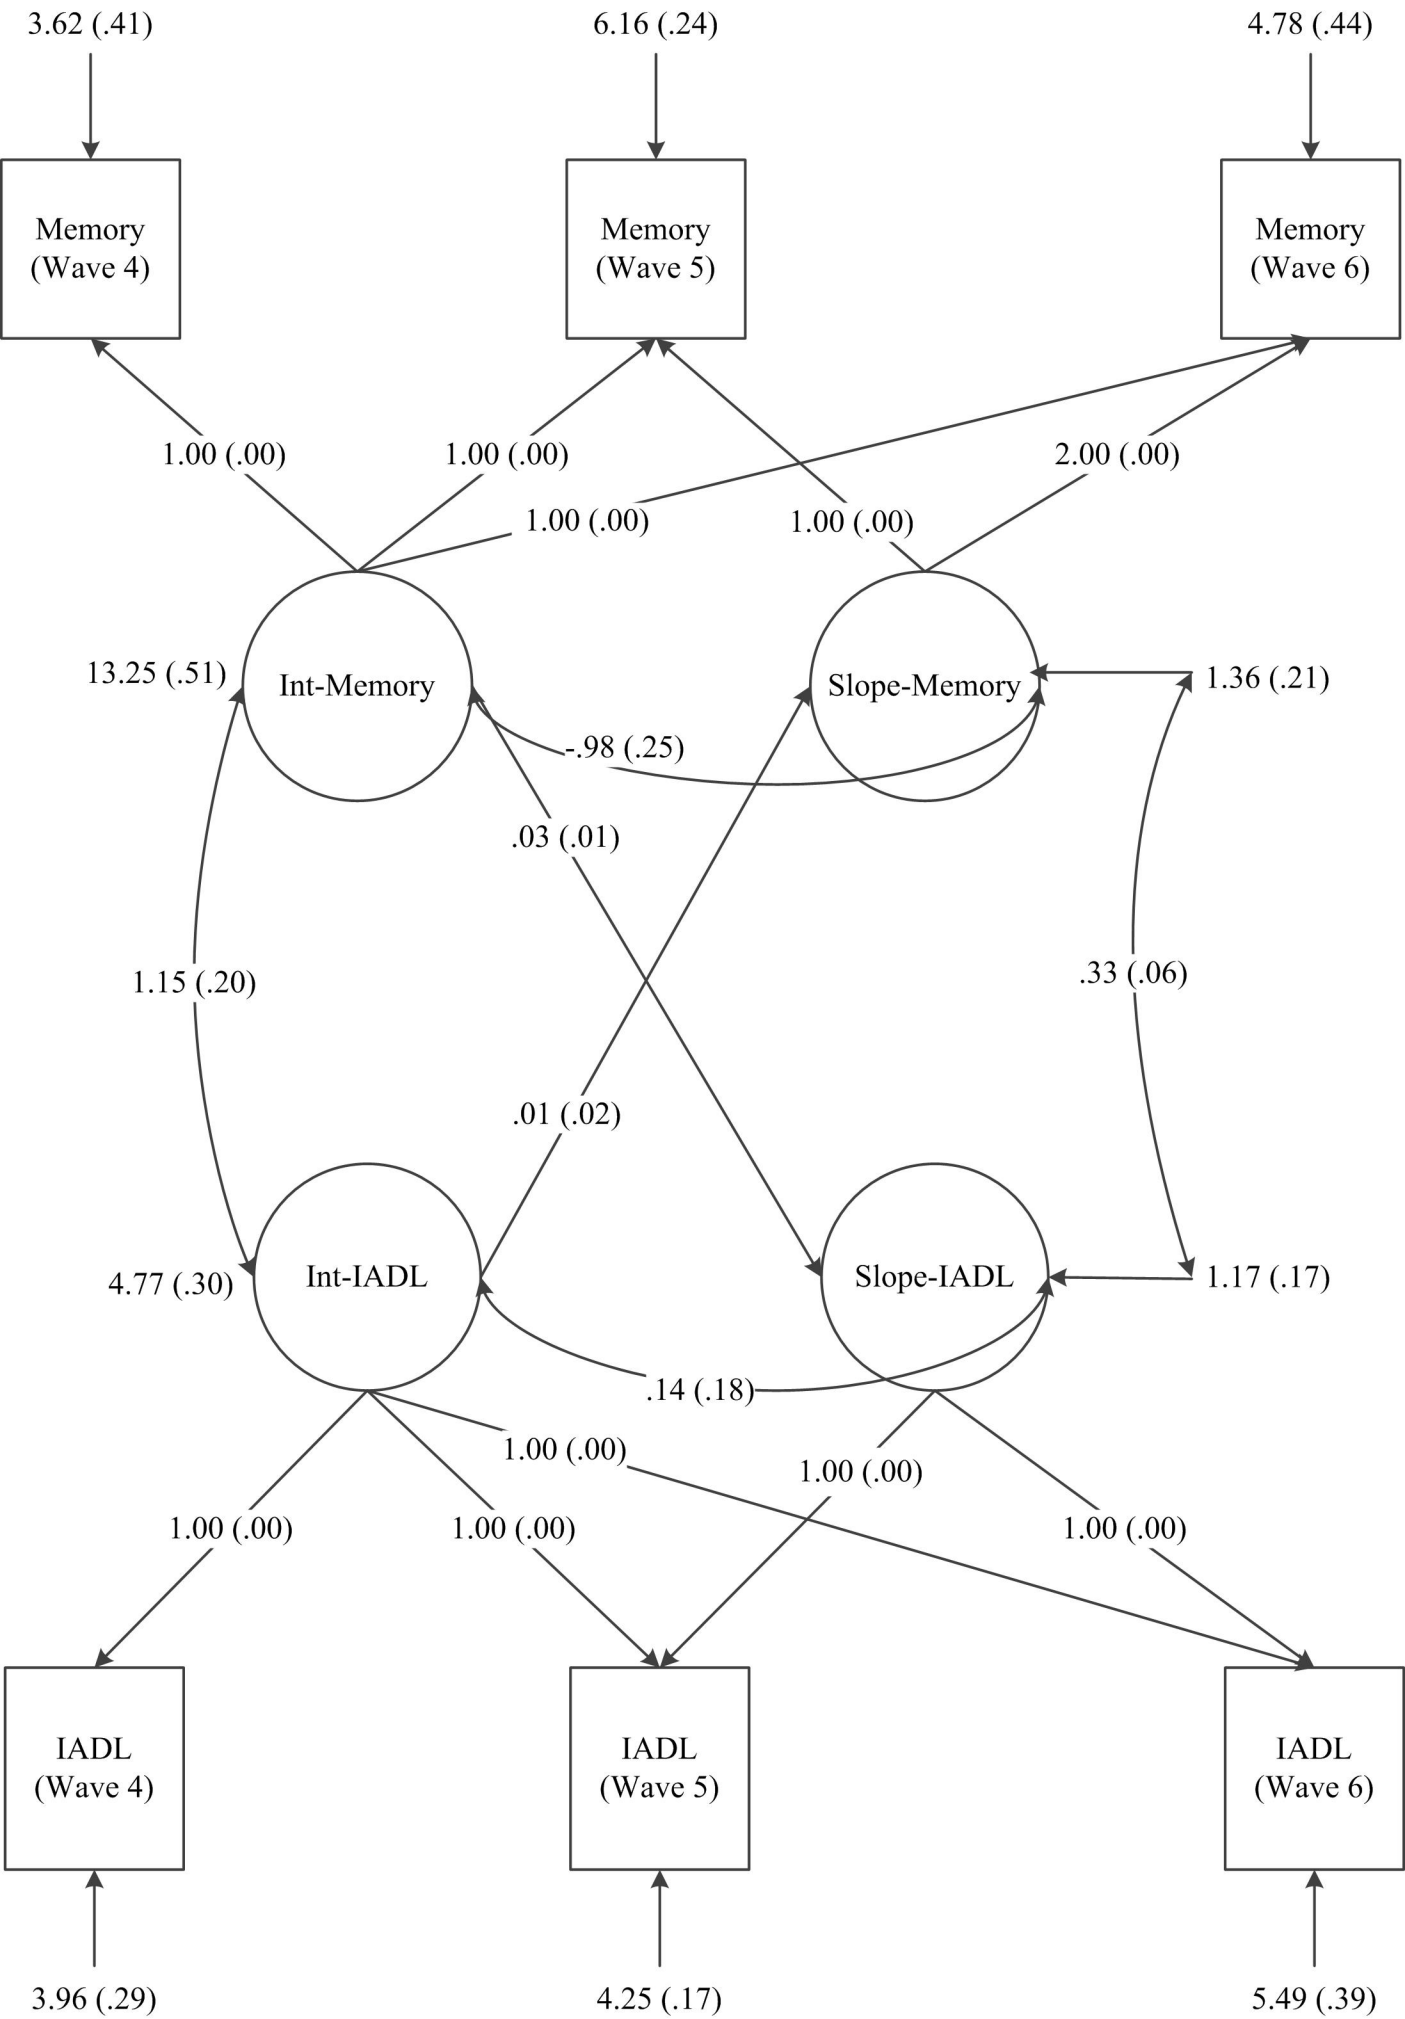 3.62 (.41)
6.16 (.24)
4.78 (.44)
Memory
(Wave 4)
Memory
(Wave 5)
Memory
(Wave 6)
1.00 (.00)
1.00 (.00)
2.00 (.00)
1.00 (.00)
1.00 (.00)
13.25 (.51)
Int-Memory
Slope-Memory
1.36 (.21)
-.98 (.25)
.03 (.01)
1.15 (.20)
.33 (.06)
.01 (.02)
4.77 (.30)
Int-IADL
Slope-IADL
1.17 (.17)
.14 (.18)
1.00 (.00)
1.00 (.00)
1.00 (.00)
1.00 (.00)
1.00 (.00)
IADL
(Wave 4)
IADL
(Wave 5)
IADL
(Wave 6)
3.96 (.29)
4.25 (.17)
5.49 (.39)